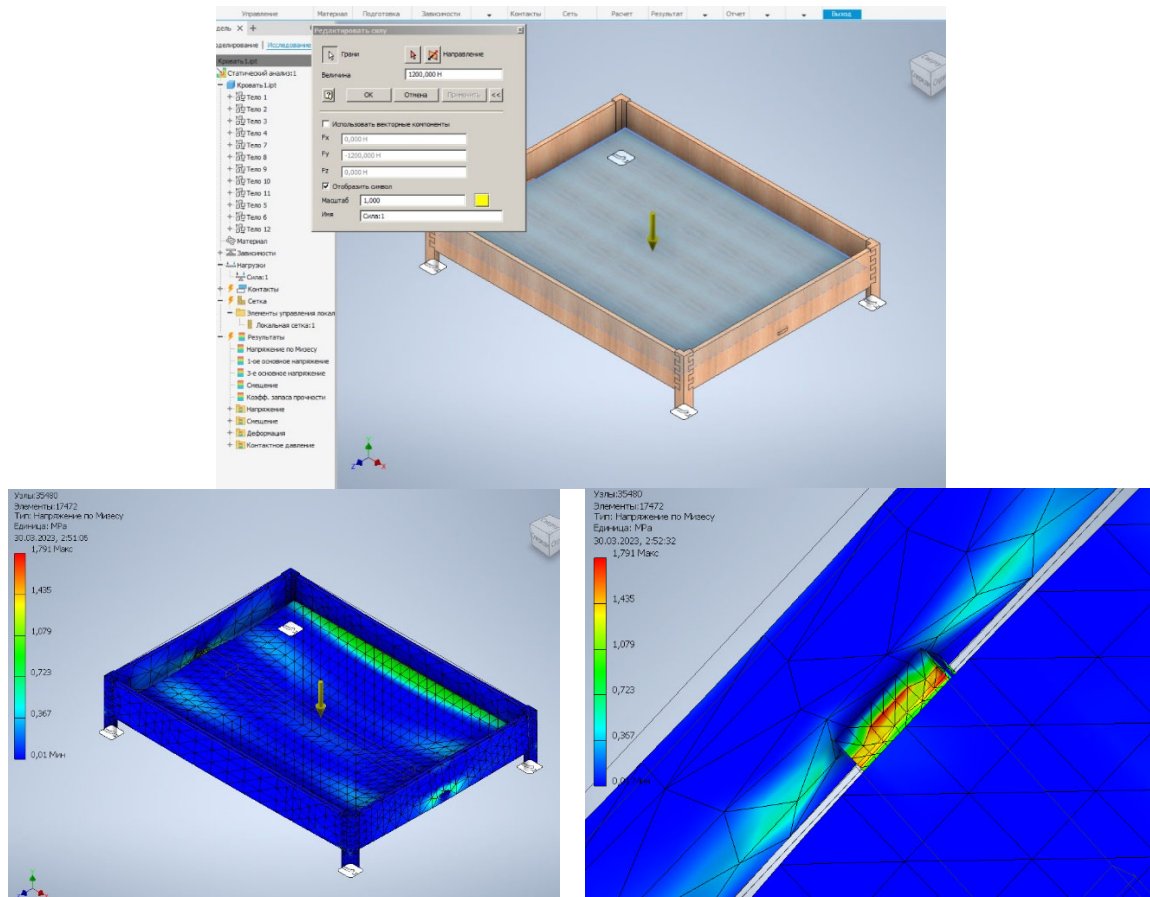 Управление Материал Подготовка Зависимости Контакты Сеть Расчет Результат Отчет Выход
дель × +
Редактировать силу
делирование | Исследование
Кровать1.ipt
Статический анализ:1
Кровать1.ipt
Тело 1
Тело 2
Тело 3
Тело 4
Тело 7
Тело 8
Тело 9
Тело 10
Тело 11
Тело 5
Тело 6
Тело 12
Материал
Зависимости
Нагрузки
Сила:1
Контакты
Сетка
Элементы управления локал
Локальная сетка:1
Результаты
Напряжение по Мизесу
1-ое основное напряжение
3-е основное напряжение
Смещение
Коэфф. запаса прочности
Напряжение
Смещение
Деформация
Контактное давление
Грани Направление
Величина 1200,000 Н
ОК Отмена Применить <<
Использовать векторные компоненты
Fx 0,000 Н
Fy -1200,000 Н
Fz 0,000 Н
Отобразить символ
Масштаб 1,000
Имя Сила:1
Узлы:35480
Элементы:17472
Тип: Напряжение по Мизесу
Единица: MPa
30.03.2023, 2:51:06
1,791 Макс
1,435
1,079
0,723
0,367
0,01 Мин
Узлы:35480
Элементы:17472
Тип: Напряжение по Мизесу
Единица: MPa
30.03.2023, 2:52:32
1,791 Макс
1,435
1,079
0,723
0,367
0,01 Мин